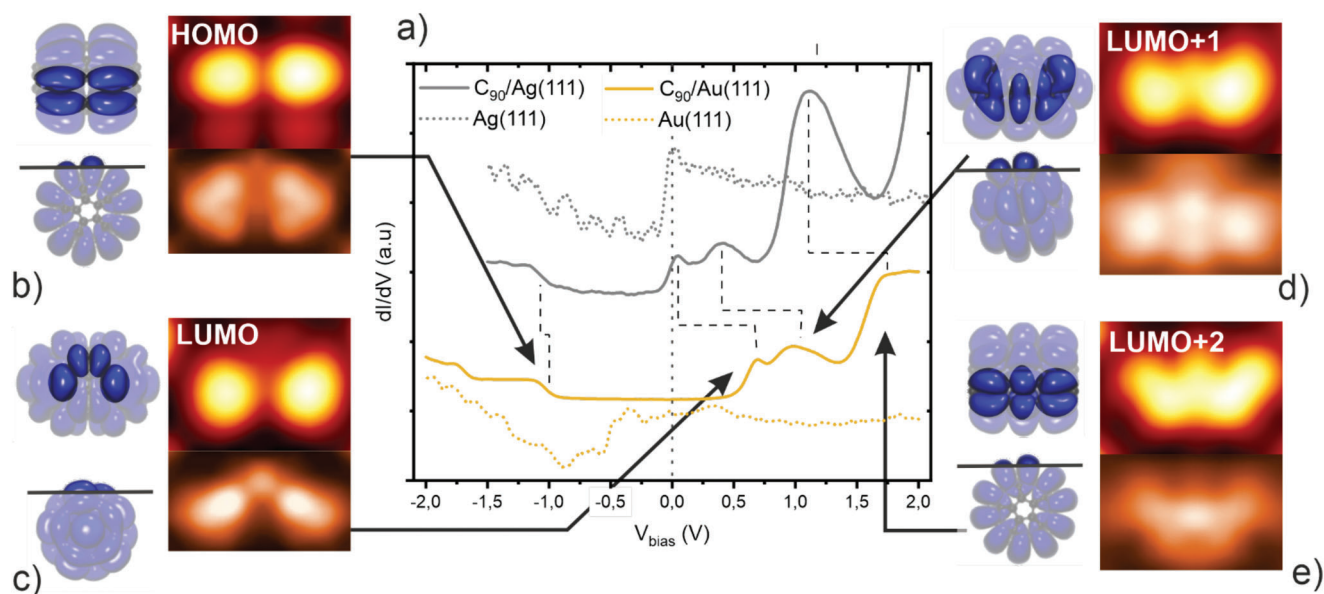 a)
HOMO
LUMO+1
C90/Ag(111) C90/Au(111)
Ag(111) Au(111)
dI/dV (a.u)
b)
d)
LUMO
LUMO+2
-2,0 -1,5 -1,0 -0,5 0,0 0,5 1,0 1,5 2,0
Vbias (V)
c)
e)